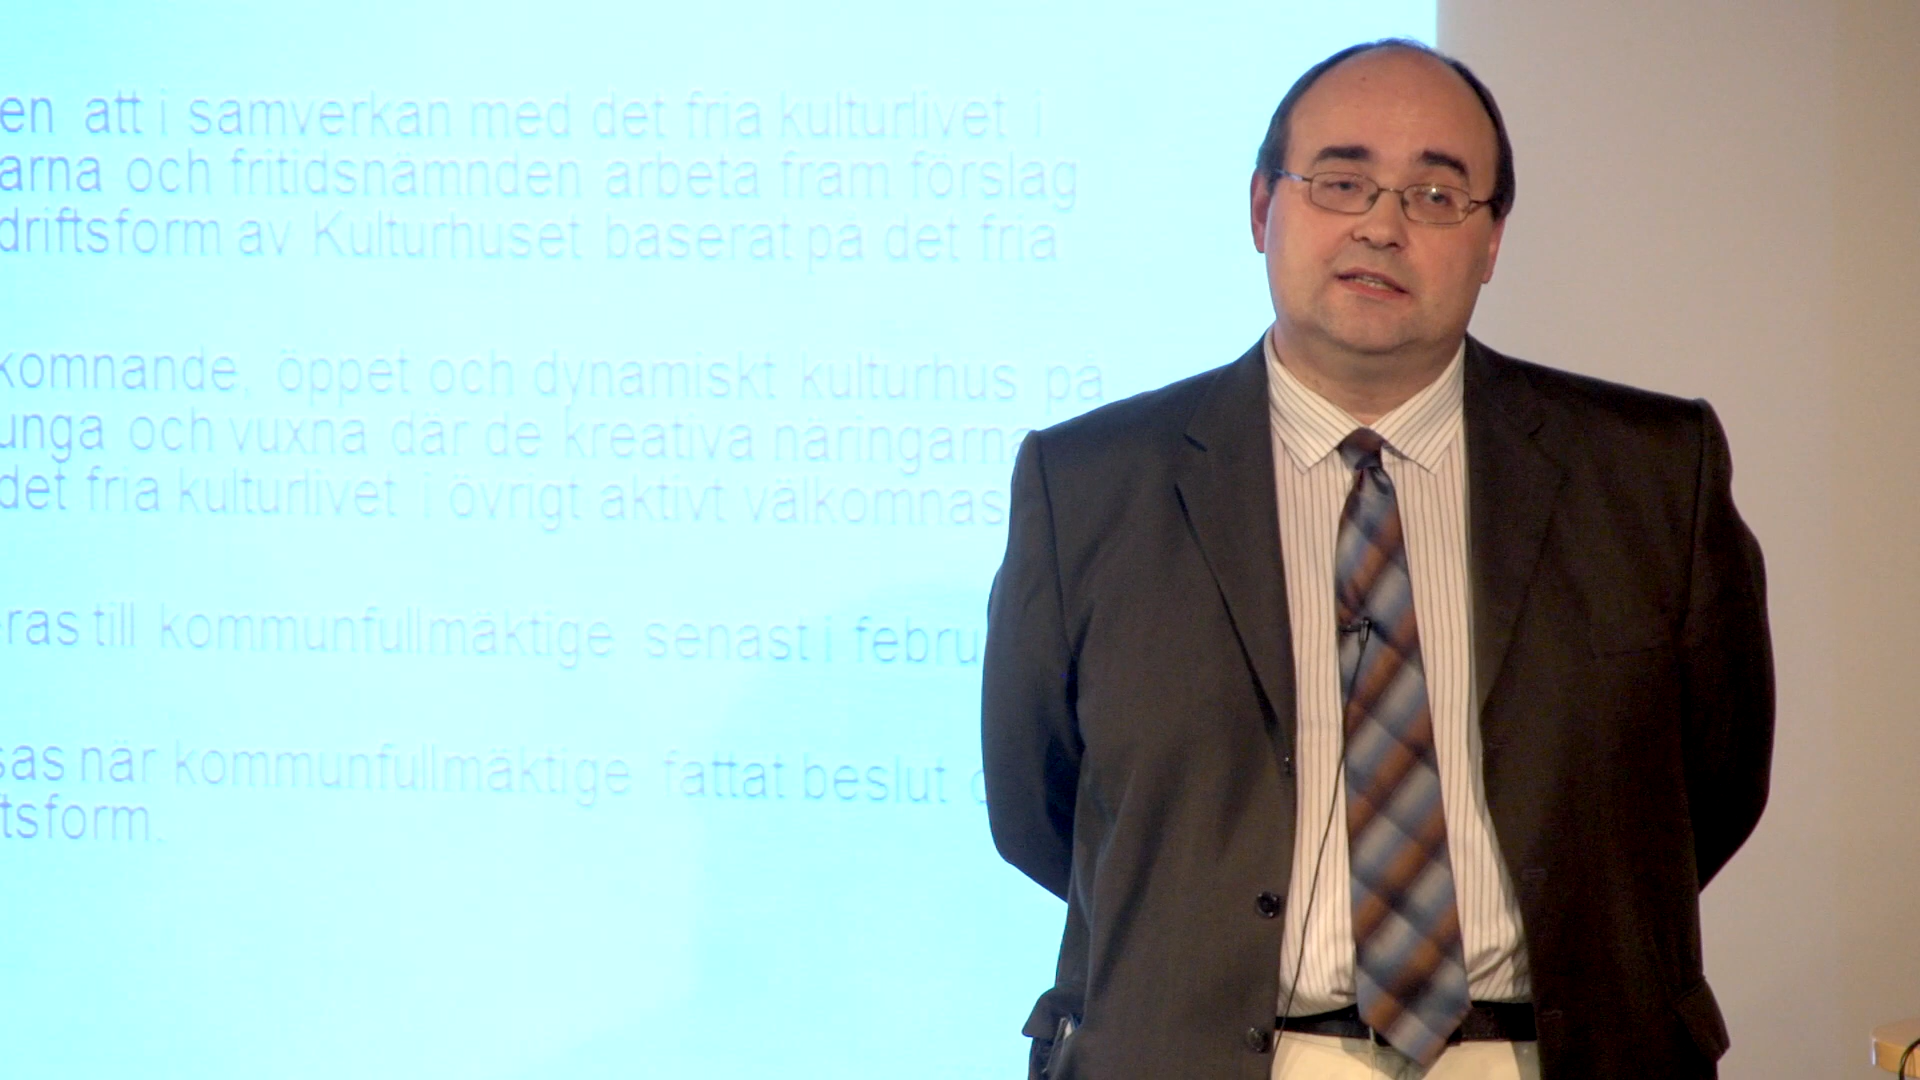 en att i samverkan med det fria kulturlivet i
arna och fritidsnämnden arbeta fram förslag
driftsform av Kulturhuset baserat på det fria
komnande, öppet och dynamiskt kulturhus på
unga och vuxna där de kreativa näringarna
det fria kulturlivet i övrigt aktivt välkomnas
ras till kommunfullmäktige senast i febru
sas när kommunfullmäktige fattat beslut
tsform.